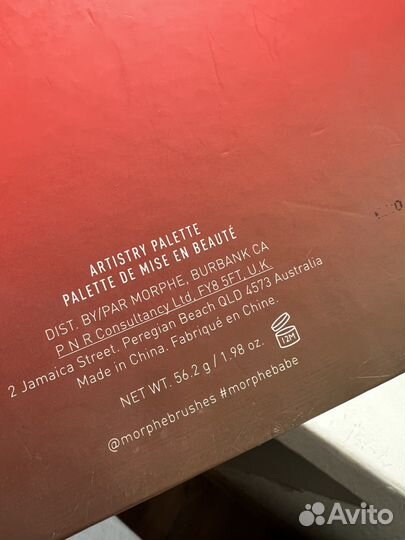 ARTISTRY PALETTE
PALETTE DE MISE EN BEAUTÉ
DIST. BY/PAR MORPHE, BURBANK CA
P N R Consultancy Ltd, FY8 5FT, U.K
2 Jamaica Street. Peregian Beach QLD 4573 Australia
Made in China. Fabriqué en Chine.
NET WT. 56.2 g / 1.98 oz.
12M
@morphebrushes #morphebabe
Avito